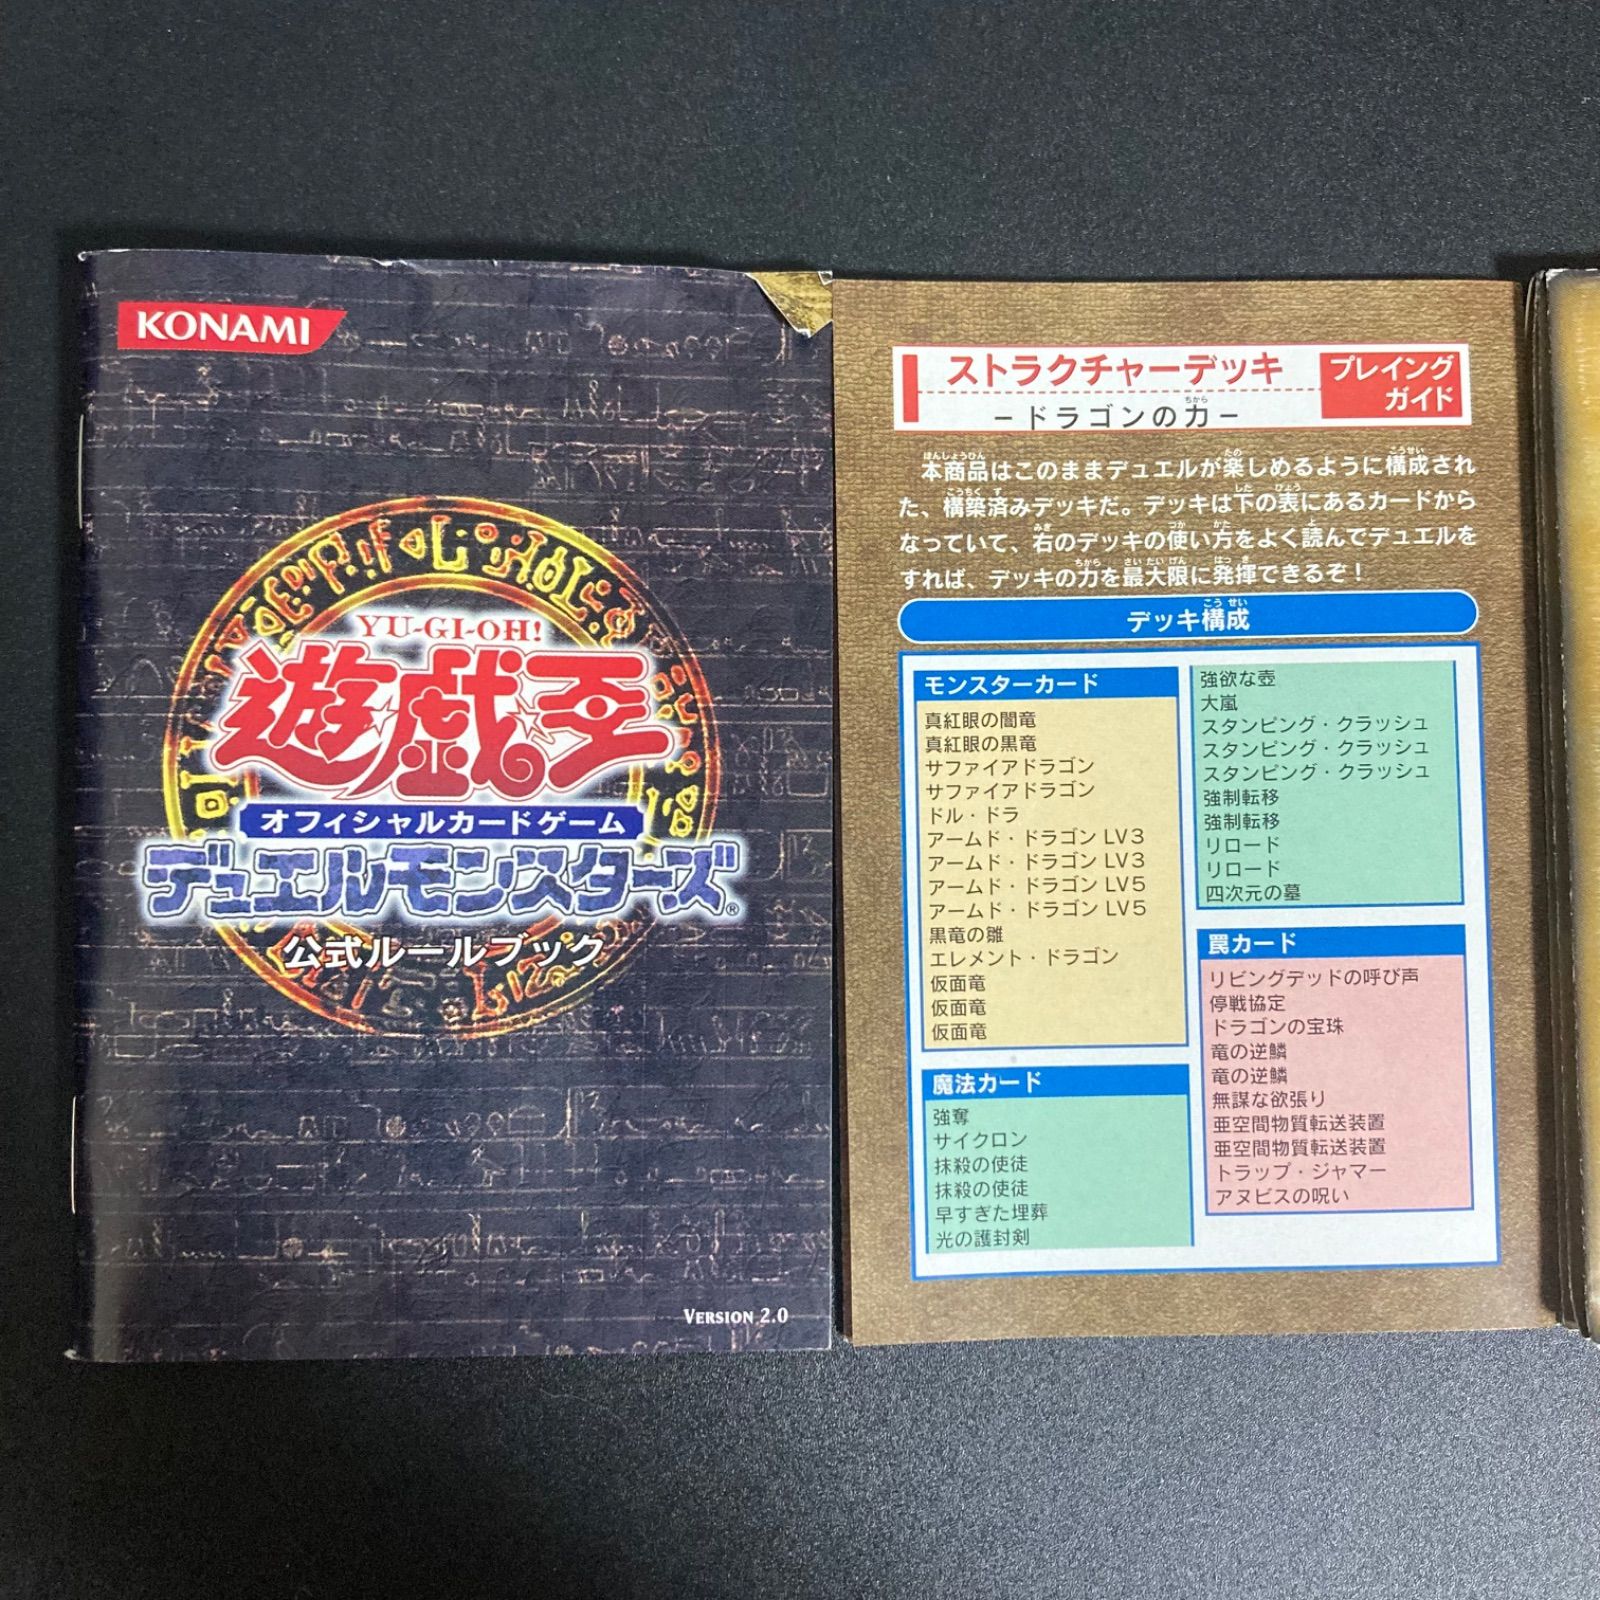 KONAMI
YU-GI-OH!
遊戯王
オフィシャルカードゲーム
デュエルモンスターズ®
公式ルールブック
VERSION 2.0
ストラクチャーデッキ
－ドラゴンの力－
プレイング
ガイド
本商品はこのままデュエルが楽しめるように構成され
た、構築済みデッキだ。デッキは下の表にあるカードから
なっていて、右のデッキの使い方をよく読んでデュエルを
すれば、デッキの力を最大限に発揮できるぞ！
デッキ構成
モンスターカード
真紅眼の闇竜
真紅眼の黒竜
サファイアドラゴン
サファイアドラゴン
ドル・ドラ
アームド・ドラゴン LV3
アームド・ドラゴン LV3
アームド・ドラゴン LV5
アームド・ドラゴン LV5
黒竜の雛
エレメント・ドラゴン
仮面竜
仮面竜
仮面竜
魔法カード
強奪
サイクロン
抹殺の使徒
抹殺の使徒
早すぎた埋葬
光の護封剣
強欲な壺
大嵐
スタンピング・クラッシュ
スタンピング・クラッシュ
スタンピング・クラッシュ
強制転移
強制転移
リロード
リロード
四次元の墓
罠カード
リビングデッドの呼び声
停戦協定
ドラゴンの宝珠
竜の逆鱗
竜の逆鱗
無謀な欲張り
亜空間物質転送装置
亜空間物質転送装置
トラップ・ジャマー
アヌビスの呪い